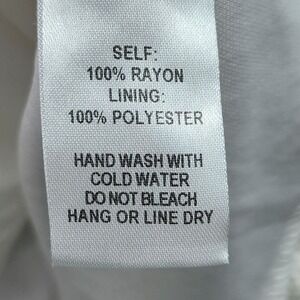 SELF:
100% RAYON
LINING:
100% POLYESTER
HAND WASH WITH
COLD WATER
DO NOT BLEACH
HANG OR LINE DRY